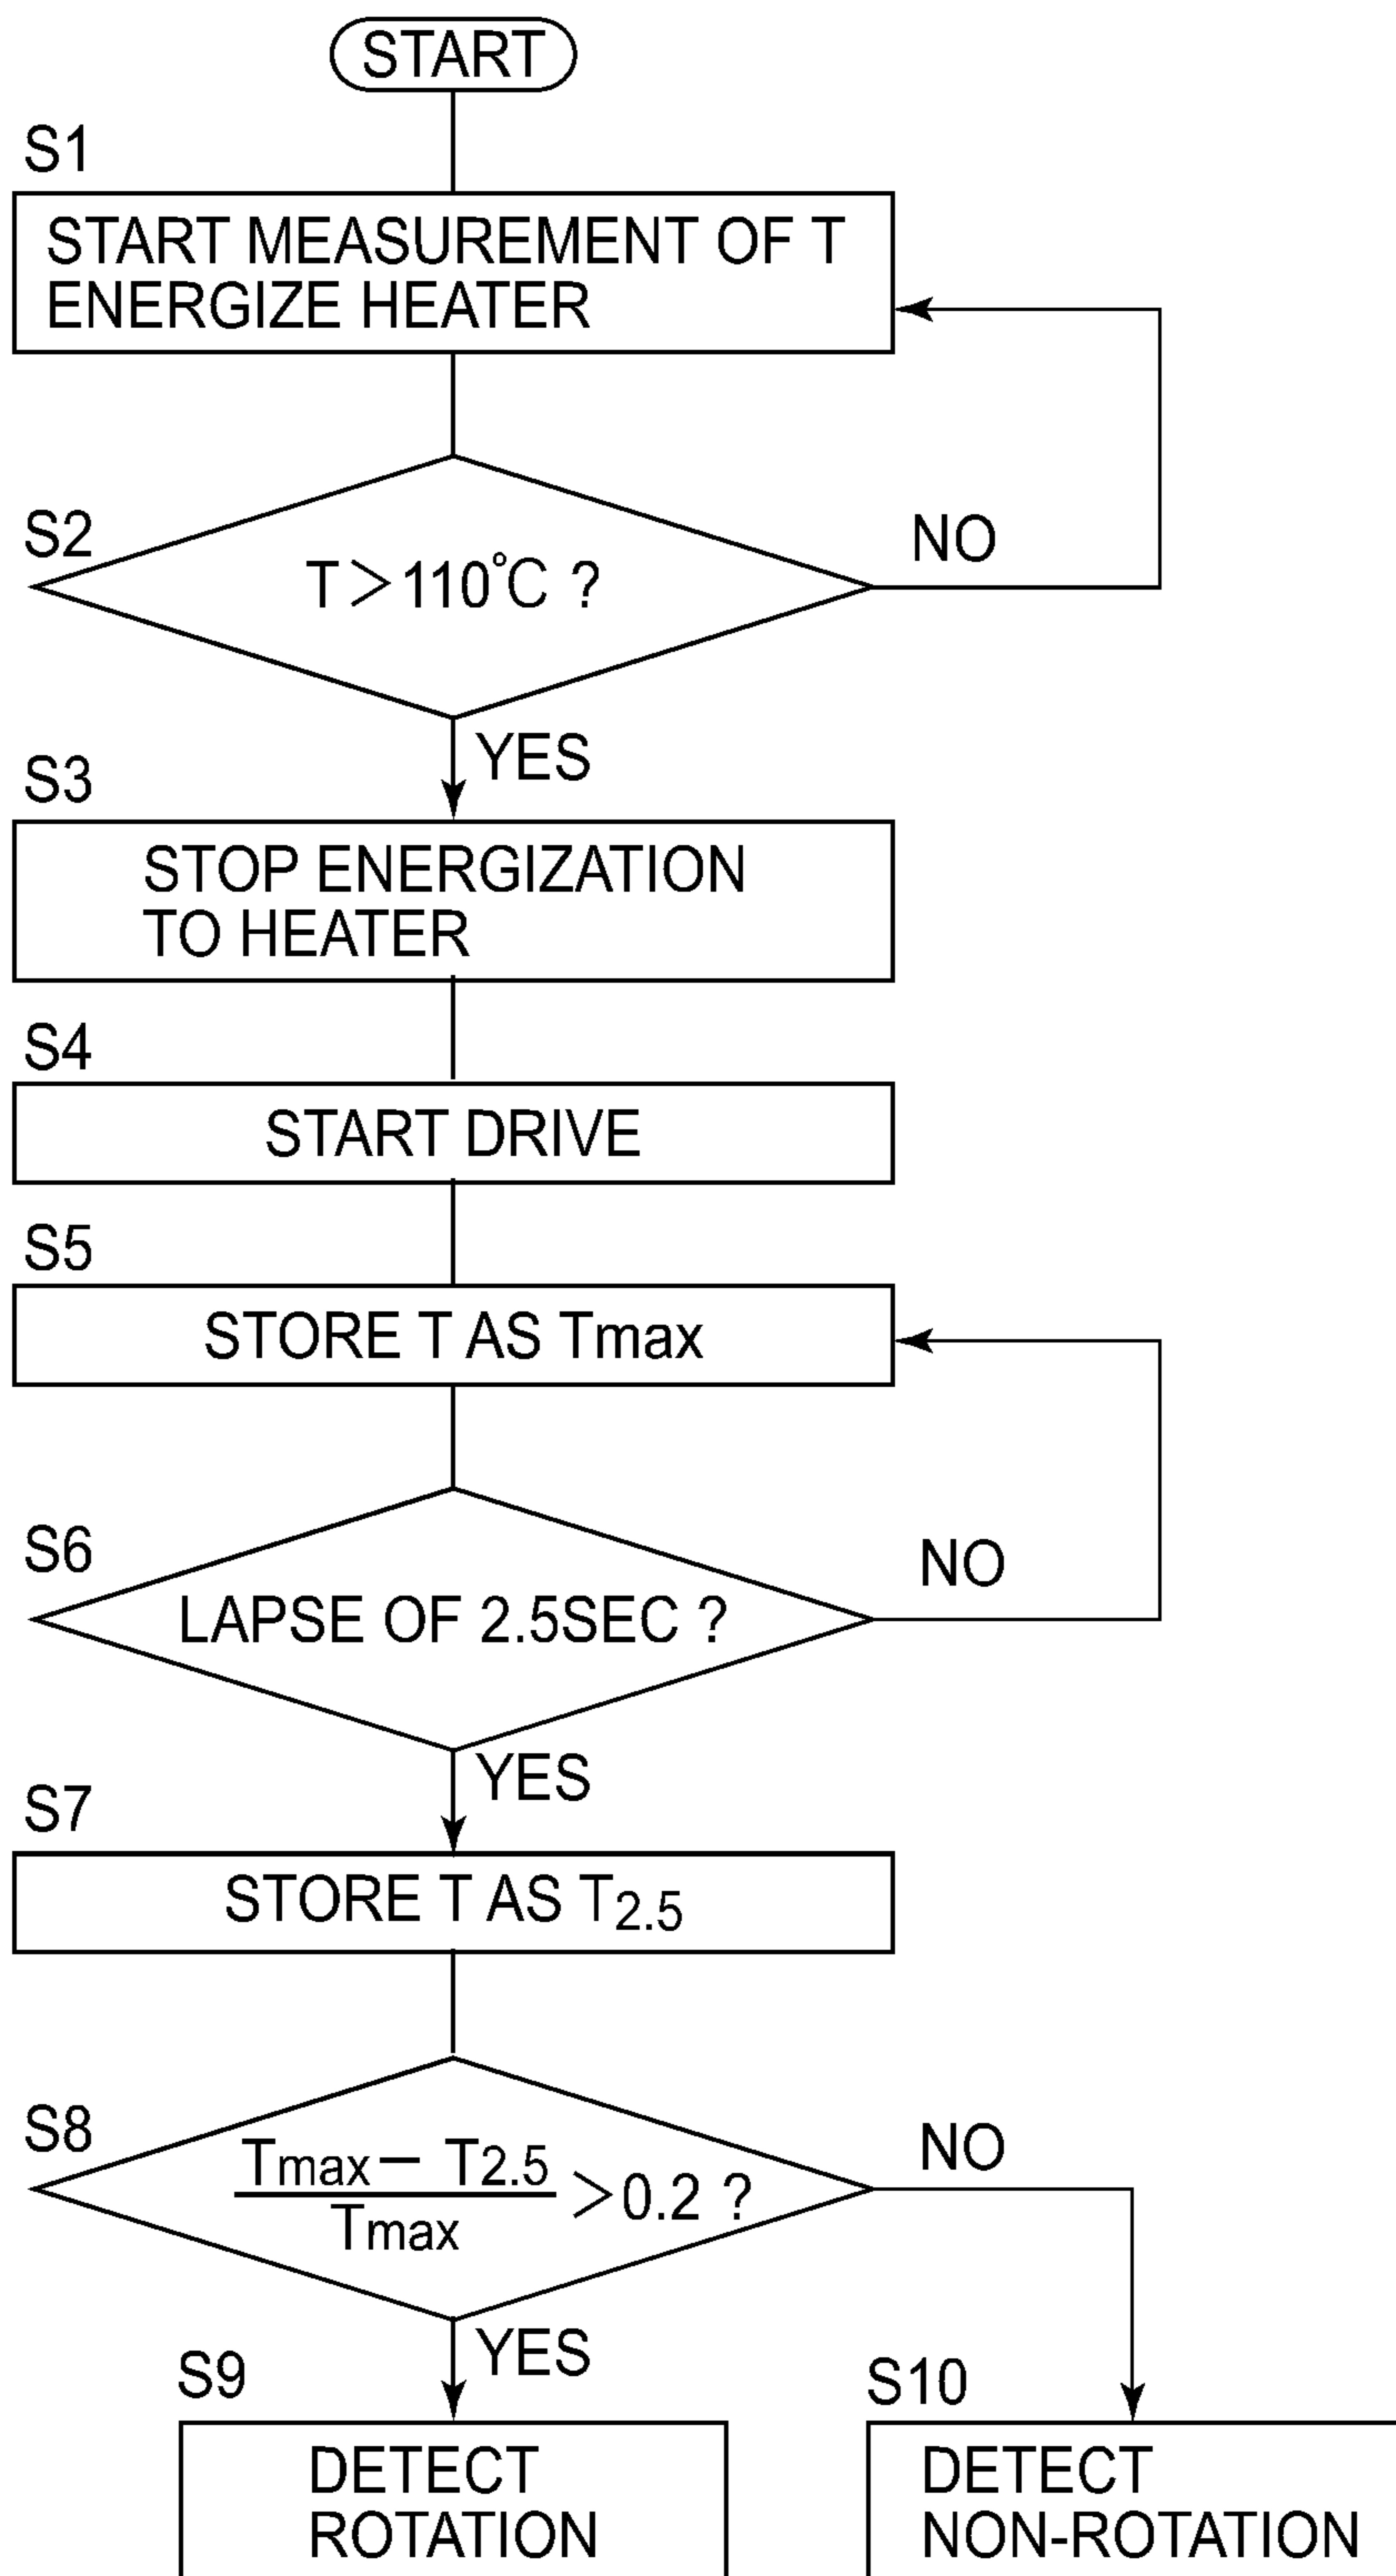 START
S1
START MEASUREMENT OF T
ENERGIZE HEATER
S2
T>110°C ?
NO
YES
S3
STOP ENERGIZATION
TO HEATER
S4
START DRIVE
S5
STORE T AS Tmax
S6
LAPSE OF 2.5SEC ?
NO
YES
S7
STORE T AS T2.5
S8
Tmax− T2.5
Tmax
>0.2 ?
NO
YES
S9
DETECT
ROTATION
S10
DETECT
NON-ROTATION